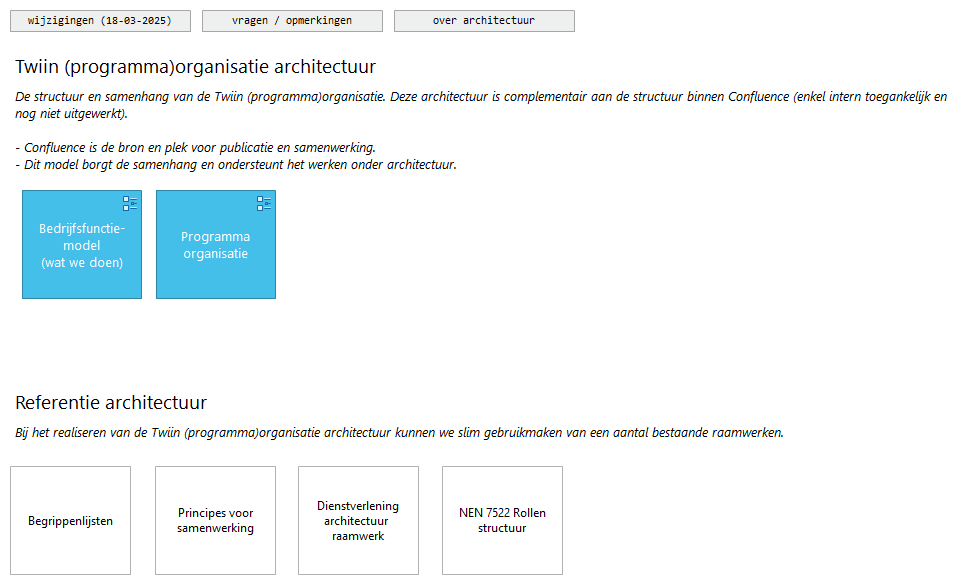 wijzigingen (18-03-2025)
vragen / opmerkingen
over architectuur
Twiin (programma)organisatie architectuur
De structuur en samenhang van de Twiin (programma)organisatie. Deze architectuur is complementair aan de structuur binnen Confluence (enkel intern toegankelijk en
nog niet uitgewerkt).
- Confluence is de bron en plek voor publicatie en samenwerking.
- Dit model borgt de samenhang en ondersteunt het werken onder architectuur.
Bedrijfsfunctie-
model
(wat we doen)
Programma
organisatie
Referentie architectuur
Bij het realiseren van de Twiin (programma)organisatie architectuur kunnen we slim gebruikmaken van een aantal bestaande raamwerken.
Begrippenlijsten
Principes voor
samenwerking
Dienstverlening
architectuur
raamwerk
NEN 7522 Rollen
structuur